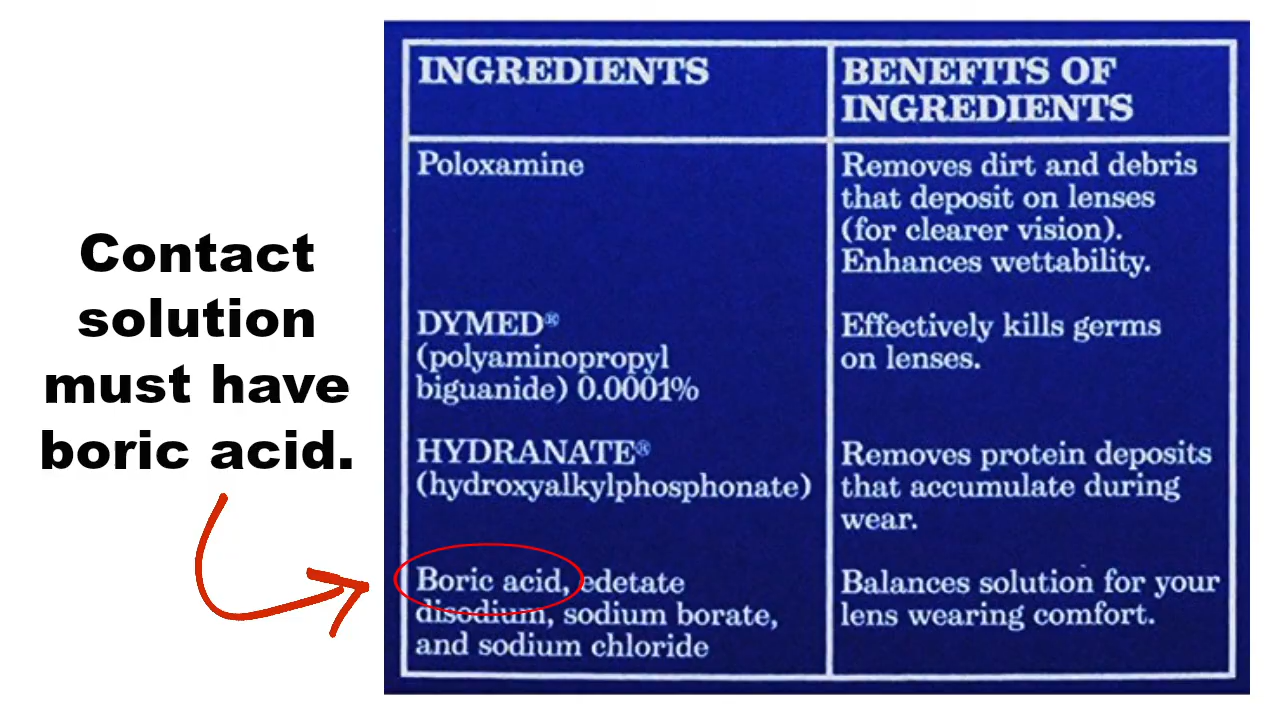 Contact
solution
must have
boric acid.
INGREDIENTS
BENEFITS OF
INGREDIENTS
Poloxamine
Removes dirt and debris
that deposit on lenses
(for clearer vision).
Enhances wettability.
DYMED®
(polyaminopropyl
biguanide) 0.0001%
Effectively kills germs
on lenses.
HYDRANATE®
(hydroxyalkylphosphonate)
Removes protein deposits
that accumulate during
wear.
Boric acid, edetate
disodium, sodium borate,
and sodium chloride
Balances solution for your
lens wearing comfort.